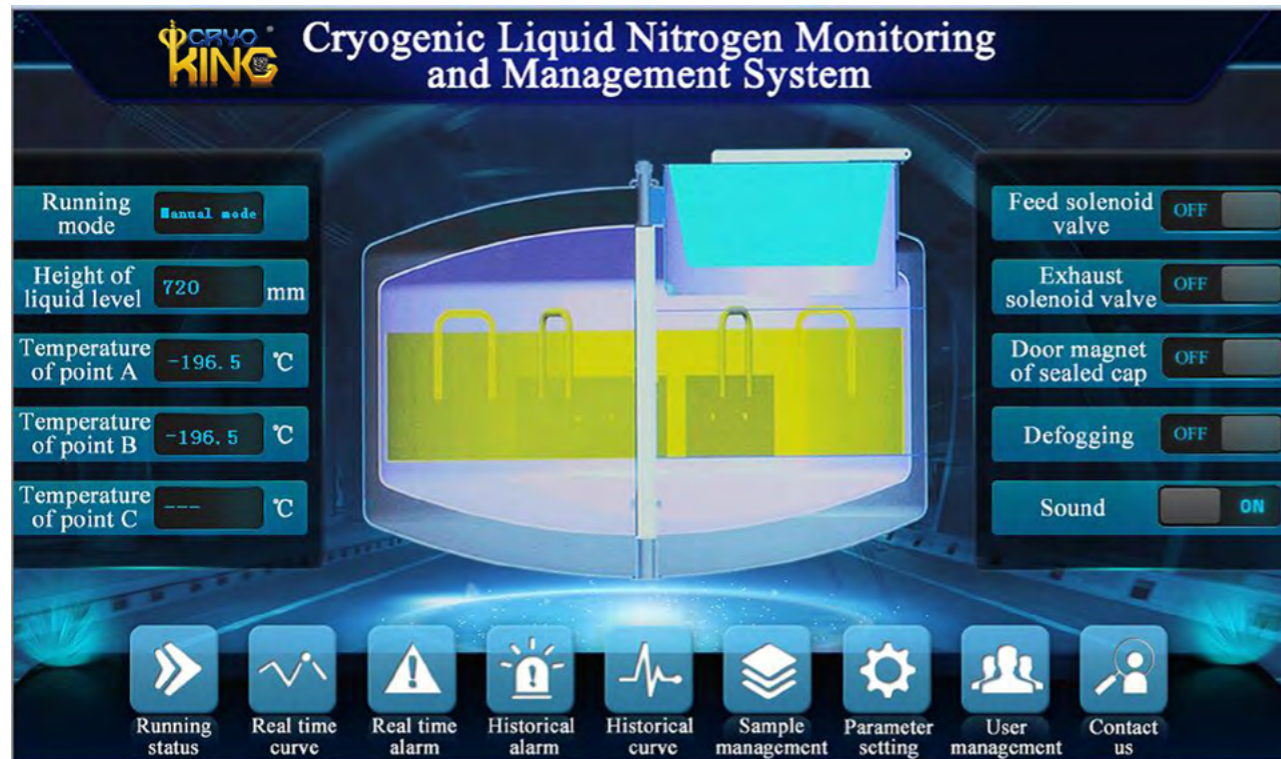 CRYO
KING
Cryogenic Liquid Nitrogen Monitoring
and Management System
Running
mode
Manual mode
Height of
liquid level
720
mm
Temperature
of point A
-196.5
℃
Temperature
of point B
-196.5
℃
Temperature
of point C
---
℃
Feed solenoid
valve
OFF
Exhaust
solenoid valve
OFF
Door magnet
of sealed cap
OFF
Defogging
OFF
Sound
ON
Running
status
Real time
curve
Real time
alarm
Historical
alarm
Historical
curve
Sample
management
Parameter
setting
User
management
Contact
us